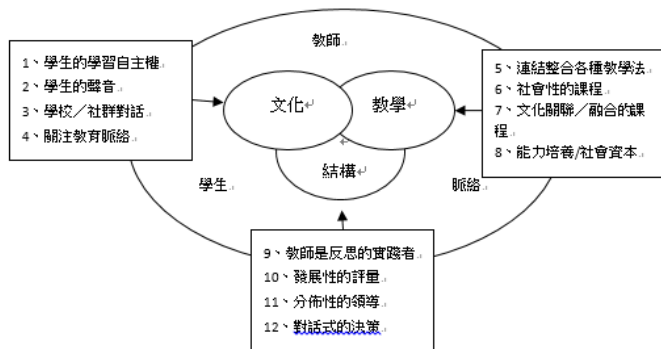 教師
1、學生的學習自主權
2、學生的聲音
3、學校／社群對話
4、關注教育脈絡
5、連結整合各種教學法
6、社會性的課程
7、文化關聯／融合的課
程
8、能力培養/社會資本
文化
教學
結構
學生
脈絡
9、教師是反思的實踐者
10、發展性的評量
11、分佈性的領導
12、對話式的決策